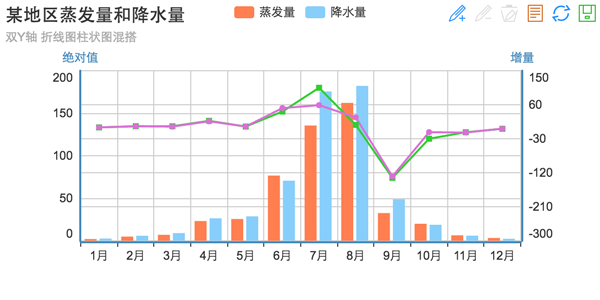 某地区蒸发量和降水量
蒸发量 降水量
双Y轴 折线图柱状图混搭
绝对值 增量
200 150
150 60
100 -30
50 -120
0 -210
-300
1月 2月 3月 4月 5月 6月 7月 8月 9月 10月 11月 12月